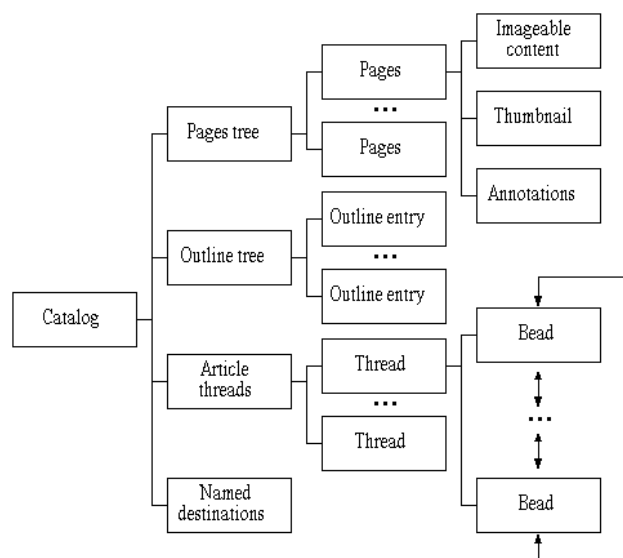 Imageable
content
Pages
...
Pages tree
Thumbnail
Pages
Annotations
Outline entry
...
Outline tree
Outline entry
Catalog
Bead
Article
threads
Thread
...
Thread
...
Named
destinations
Bead